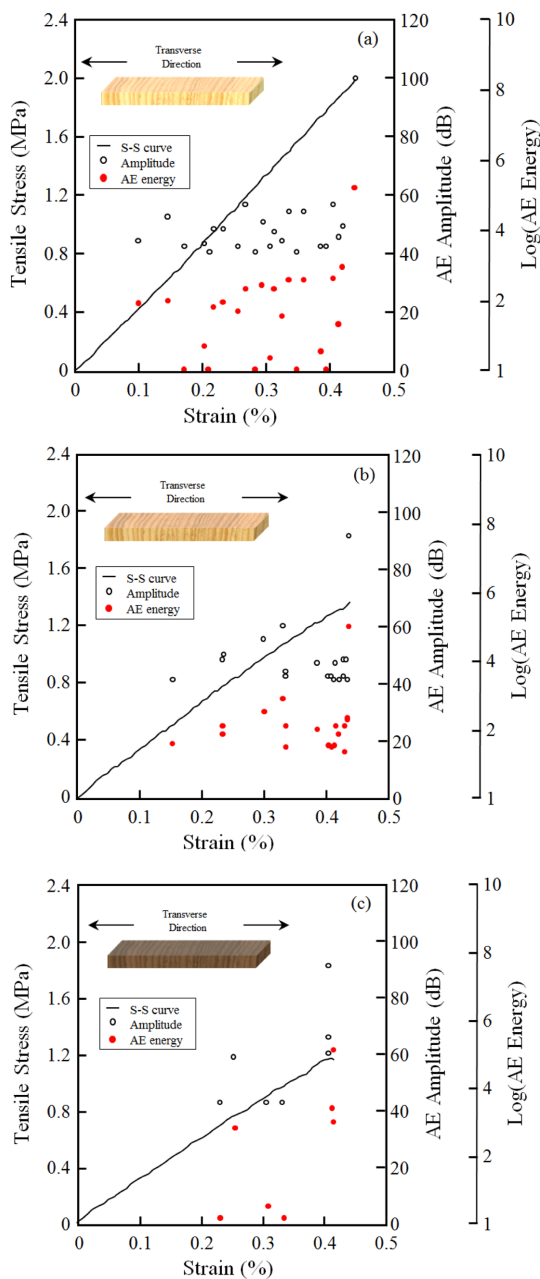 (a)
Transverse
Direction
S-S curve
Amplitude
AE energy
Tensile Stress (MPa)
2.4
2.0
1.6
1.2
0.8
0.4
0
0 0.1 0.2 0.3 0.4 0.5
Strain (%)
120
100
80
60
40
20
0
AE Amplitude (dB)
10
8
6
4
2
1
Log(AE Energy)
(b)
Transverse
Direction
S-S curve
Amplitude
AE energy
Tensile Stress (MPa)
2.4
2.0
1.6
1.2
0.8
0.4
0
0 0.1 0.2 0.3 0.4 0.5
Strain (%)
120
100
80
60
40
20
0
AE Amplitude (dB)
10
8
6
4
2
1
Log(AE Energy)
(c)
Transverse
Direction
S-S curve
Amplitude
AE energy
Tensile Stress (MPa)
2.4
2.0
1.6
1.2
0.8
0.4
0
0 0.1 0.2 0.3 0.4 0.5
Strain (%)
120
100
80
60
40
20
0
AE Amplitude (dB)
10
8
6
4
2
1
Log(AE Energy)